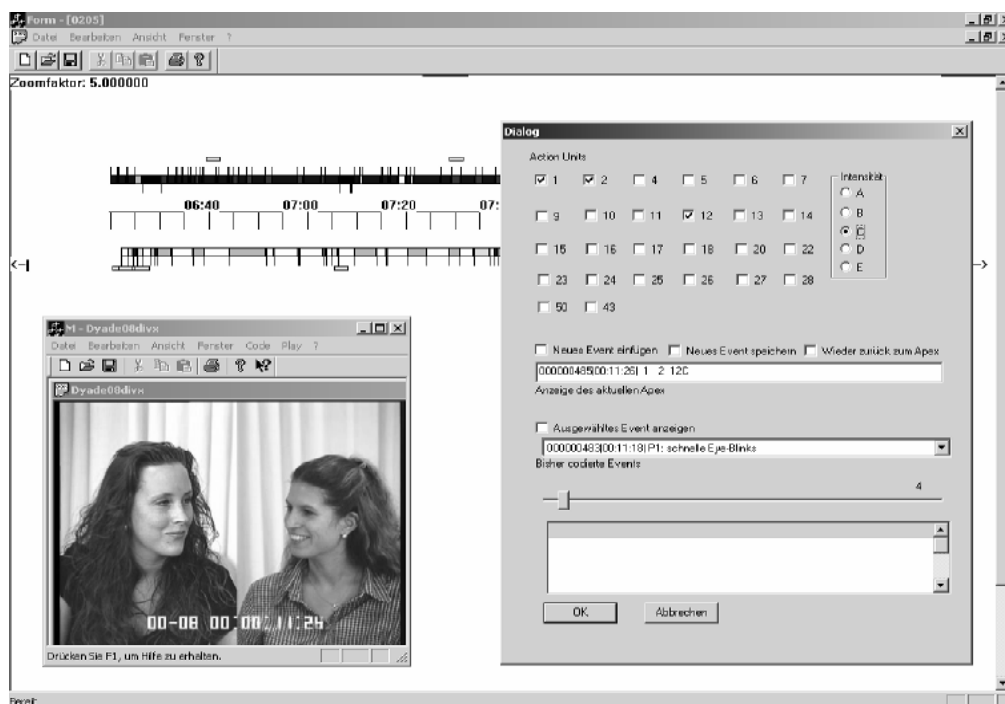 Form - [0205]
Datei Bearbeiten Ansicht Fenster ?
Zoomfaktor: 5.000000
06:40 07:00 07:20 07:
Dialog
Action Units
1 2 4 5 6 7
9 10 11 12 13 14
15 16 17 18 20 22
23 24 25 26 27 28
50 43
Intensität
A
B
C
D
E
Neues Event einfügen Neues Event speichern Wieder zurück zum Apex
000000485|00:11:26| 1 2 12C
Anzeige des aktuellen Apex
Ausgewähltes Event anzeigen
000000483|00:11:18| P1: schnelle Eye-Blinks
Bisher codierte Events
4
OK Abbrechen
M - Dyade08divx
Datei Bearbeiten Ansicht Fenster Code Play ?
Dyade08divx
00-08 00:00:11:26
Drücken Sie F1, um Hilfe zu erhalten.
Bereit